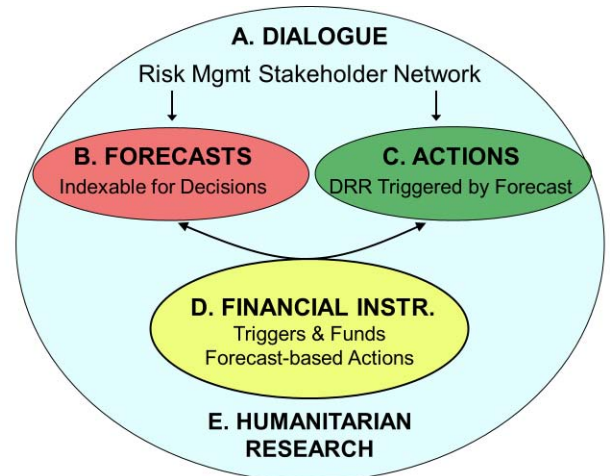 A. DIALOGUE
Risk Mgmt Stakeholder Network
B. FORECASTS
Indexable for Decisions
C. ACTIONS
DRR Triggered by Forecast
D. FINANCIAL INSTR.
Triggers & Funds
Forecast-based Actions
E. HUMANITARIAN
RESEARCH